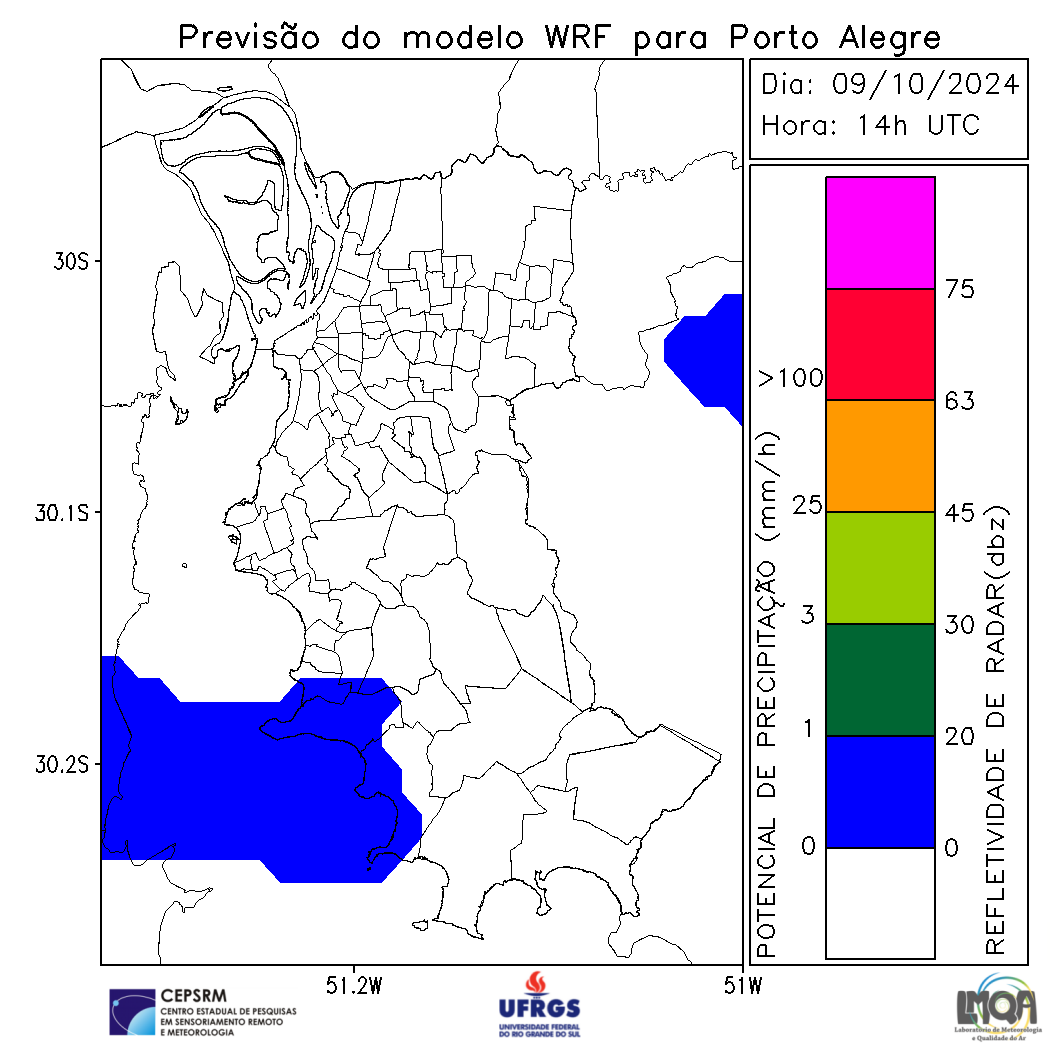 Previsão do modelo WRF para Porto Alegre
Dia: 09/10/2024
Hora: 14h UTC
30S
30.1S
30.2S
51.2W
51W
POTENCIAL DE PRECIPITAÇÃO (mm/h)
>100
25
3
1
0
75
63
45
30
20
0
REFLETIVIDADE DE RADAR(dbz)
CEPSRM
CENTRO ESTADUAL DE PESQUISAS
EM SENSORIAMENTO REMOTO
E METEOROLOGIA
UFRGS
UNIVERSIDADE FEDERAL
DO RIO GRANDE DO SUL
LMQA
Laboratório de Meteorologia
e Qualidade do Ar